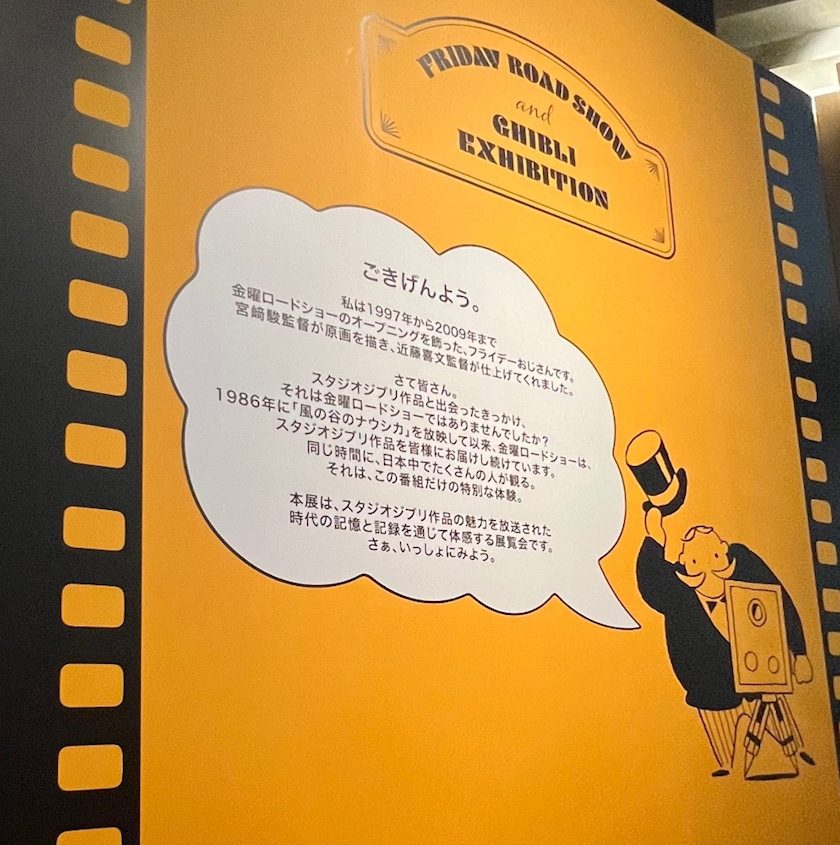 FRIDAY ROAD SHOW
and
GHIBLI
EXHIBITION
ごきげんよう。
私は1997年から2009年まで
金曜ロードショーのオープニングを飾った、フライデーおじさんです。
宮﨑駿監督が原画を描き、近藤喜文監督が仕上げてくれました。
さて皆さん。
スタジオジブリ作品と出会ったきっかけ、
それは金曜ロードショーではありませんでしたか?
1986年に「風の谷のナウシカ」を放映して以来、金曜ロードショーは、
スタジオジブリ作品を皆様にお届けし続けています。
同じ時間に、日本中でたくさんの人が観る。
それは、この番組だけの特別な体験。
本展は、スタジオジブリ作品の魅力を放送された
時代の記憶と記録を通じて体感する展覧会です。
さぁ、いっしょにみよう。